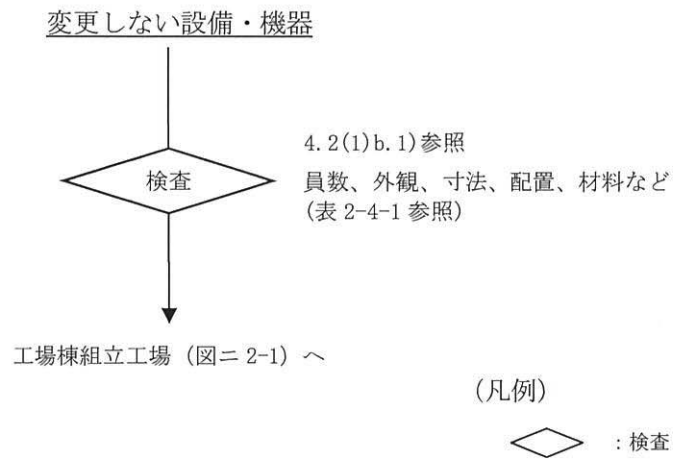 変更しない設備・機器
4.2(1)b.1)参照
検査
員数、外観、寸法、配置、材料など
(表 2-4-1 参照)
工場棟組立工場（図ニ 2-1）へ
(凡例)
：検査